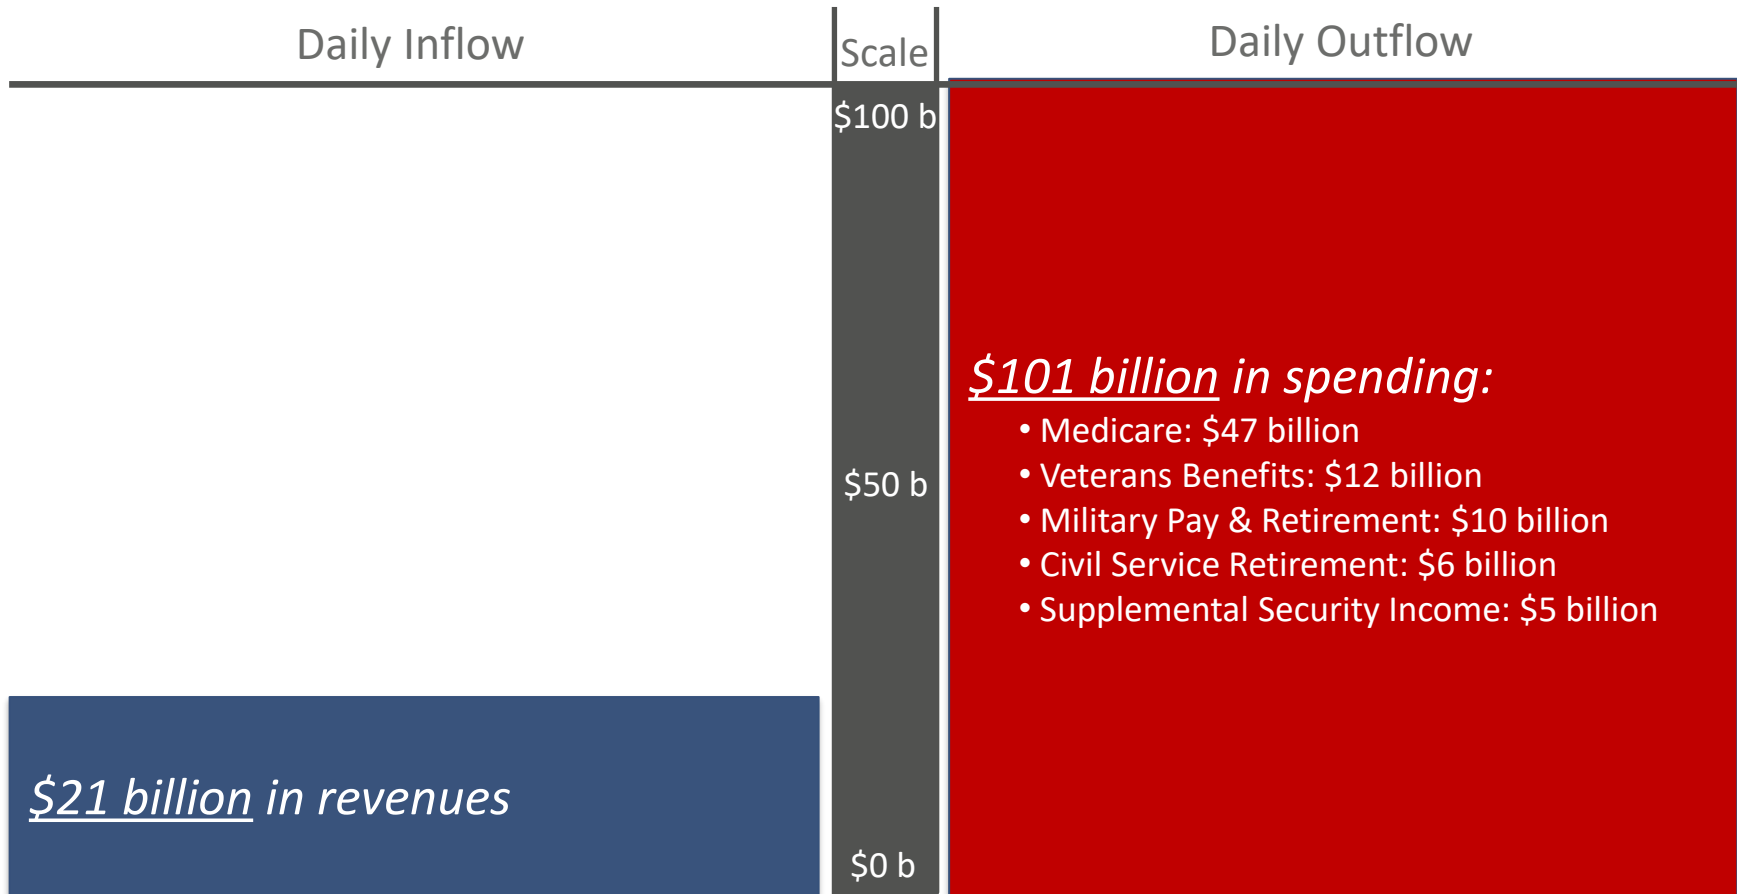 Daily Inflow
Scale
Daily Outflow
$100 b
$50 b
$0 b
$21 billion in revenues
$101 billion in spending:
• Medicare: $47 billion
• Veterans Benefits: $12 billion
• Military Pay & Retirement: $10 billion
• Civil Service Retirement: $6 billion
• Supplemental Security Income: $5 billion